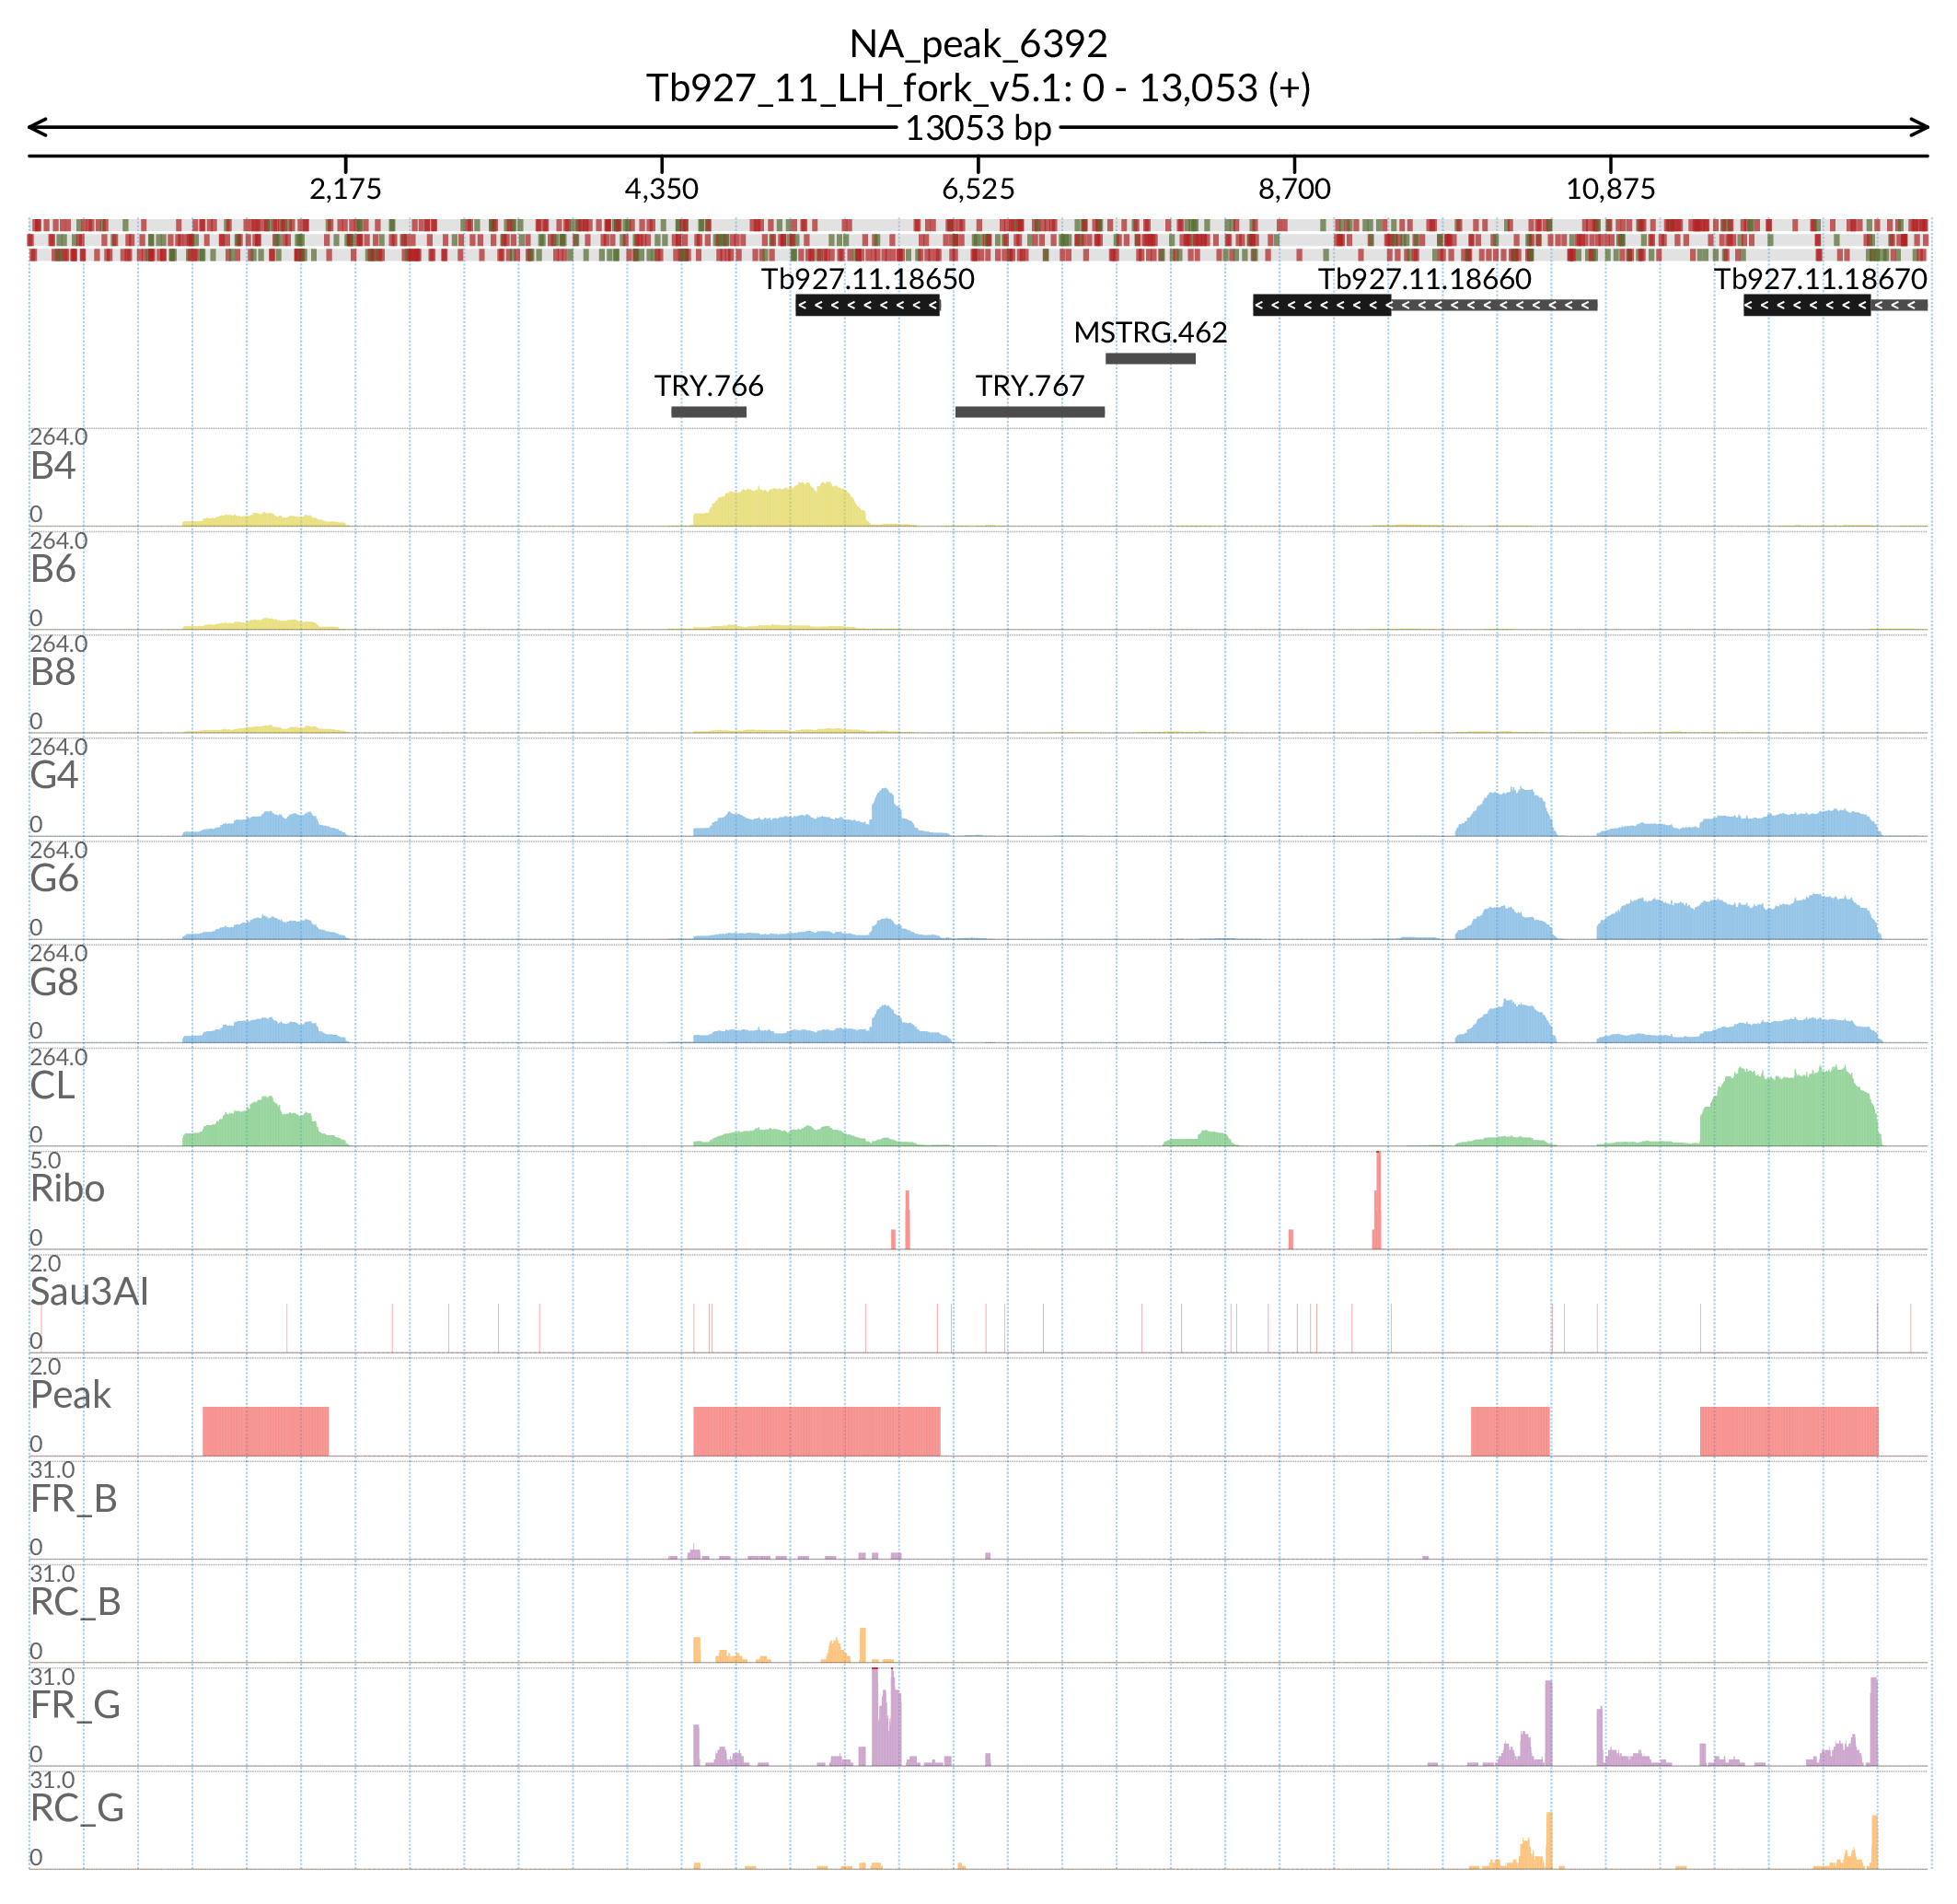 NA_peak_6392
Tb927_11_LH_fork_v5.1: 0 - 13,053 (+)
13053 bp
2,175 4,350 6,525 8,700 10,875
Tb927.11.18650 Tb927.11.18660 Tb927.11.18670
MSTRG.462
TRY.766 TRY.767
264.0
B4
0
264.0
B6
0
264.0
B8
0
264.0
G4
0
264.0
G6
0
264.0
G8
0
264.0
CL
0
5.0
Ribo
0
2.0
Sau3AI
0
2.0
Peak
0
31.0
FR_B
0
31.0
RC_B
0
31.0
FR_G
0
31.0
RC_G
0